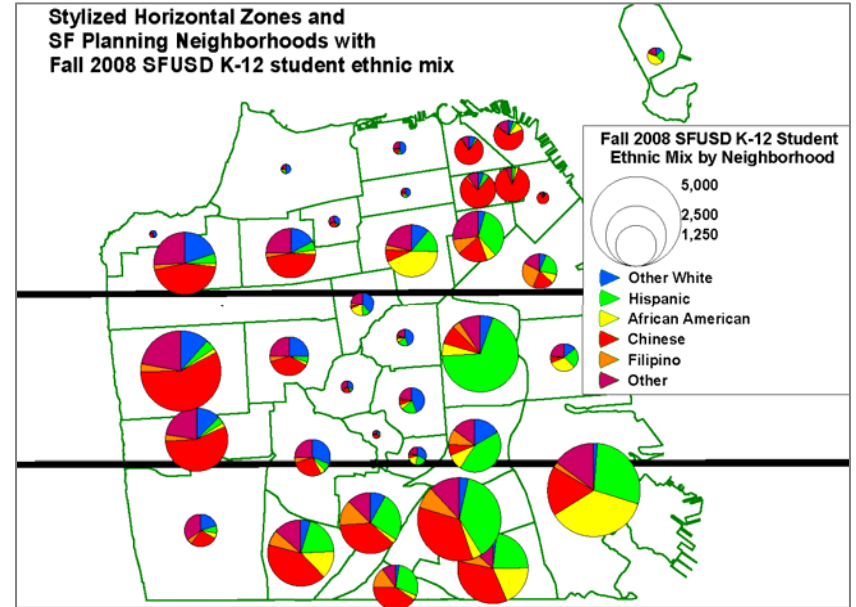 Stylized Horizontal Zones and
SF Planning Neighborhoods with
Fall 2008 SFUSD K-12 student ethnic mix
Fall 2008 SFUSD K-12 Student
Ethnic Mix by Neighborhood
5,000
2,500
1,250
Other White
Hispanic
African American
Chinese
Filipino
Other